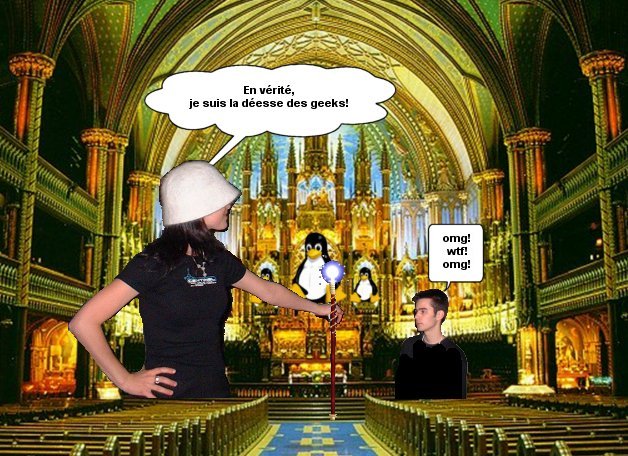 En vérité,
je suis la déesse des geeks!
omg!
wtf!
omg!